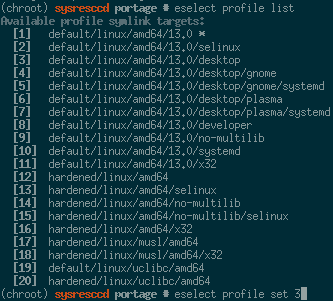 (chroot) sysresccd portage # eselect profile list
Available profile symlink targets:
  [1]   default/linux/amd64/13.0 *
  [2]   default/linux/amd64/13.0/selinux
  [3]   default/linux/amd64/13.0/desktop
  [4]   default/linux/amd64/13.0/desktop/gnome
  [5]   default/linux/amd64/13.0/desktop/gnome/systemd
  [6]   default/linux/amd64/13.0/desktop/plasma
  [7]   default/linux/amd64/13.0/desktop/plasma/systemd
  [8]   default/linux/amd64/13.0/developer
  [9]   default/linux/amd64/13.0/no-multilib
  [10]  default/linux/amd64/13.0/systemd
  [11]  default/linux/amd64/13.0/x32
  [12]  hardened/linux/amd64
  [13]  hardened/linux/amd64/selinux
  [14]  hardened/linux/amd64/no-multilib
  [15]  hardened/linux/amd64/no-multilib/selinux
  [16]  hardened/linux/amd64/x32
  [17]  hardened/linux/musl/amd64
  [18]  hardened/linux/musl/amd64/x32
  [19]  default/linux/uclibc/amd64
  [20]  hardened/linux/uclibc/amd64
(chroot) sysresccd portage # eselect profile set 3